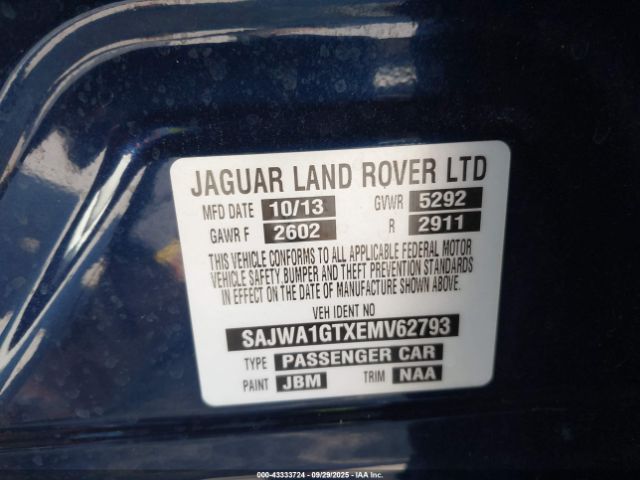 JAGUAR LAND ROVER LTD
MFD DATE 10/13 GVWR 5292
GAWR F 2602 R 2911
THIS VEHICLE CONFORMS TO ALL APPLICABLE FEDERAL MOTOR
VEHICLE SAFETY BUMPER AND THEFT PREVENTION STANDARDS
IN EFFECT ON THE DATE OF MANUFACTURE SHOWN ABOVE.
VEH IDENT NO
SAJWA1GTXEMV62793
TYPE PASSENGER CAR
PAINT JBM TRIM NAA
000-43333724 - 09/29/2025 - IAA Inc.